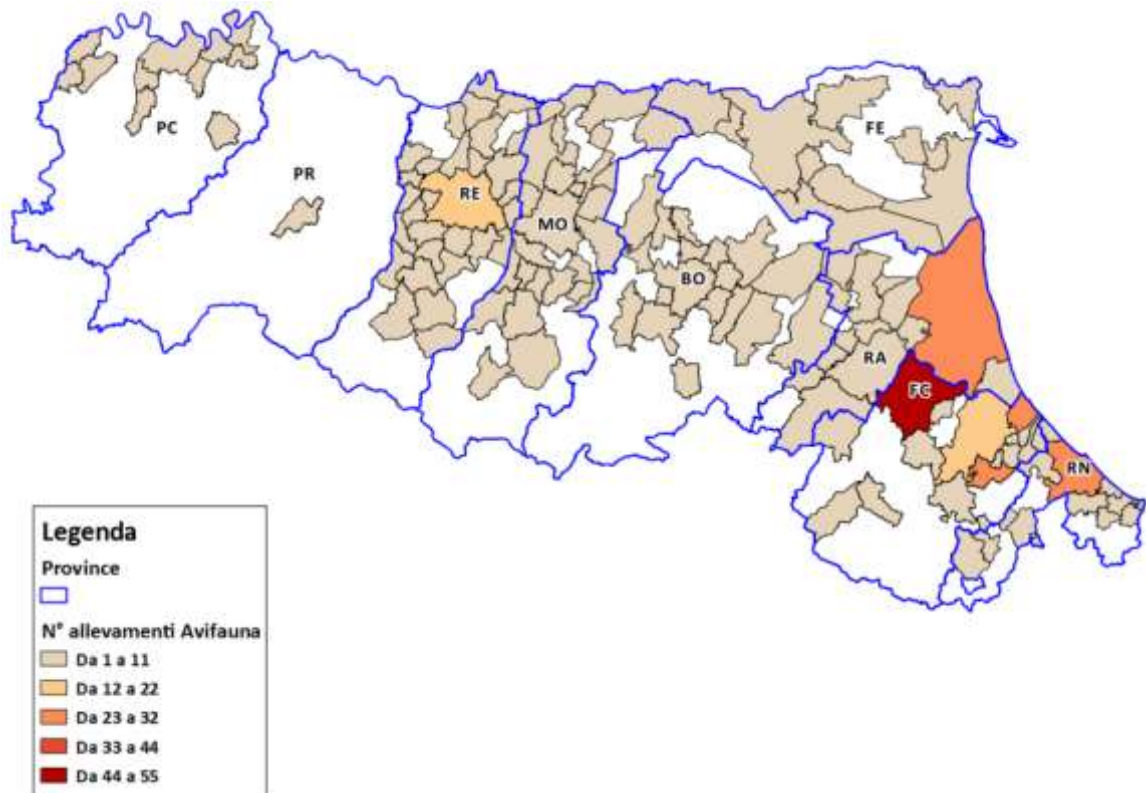 PC
PR
RE
MO
BO
FE
RA
FC
RN
Legenda
Province
N° allevamenti Avifauna
Da 1 a 11
Da 12 a 22
Da 23 a 32
Da 33 a 44
Da 44 a 55